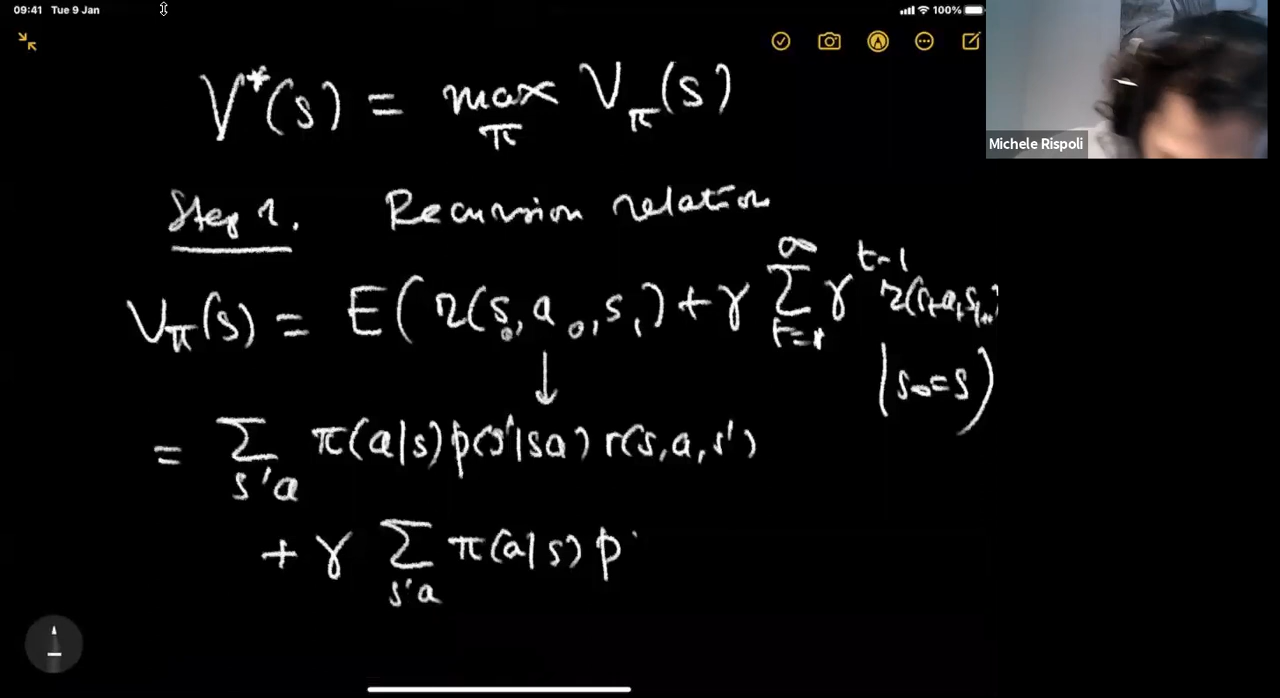 09:41 Tue 9 Jan 100%
V*(s) = max_π V_π(s)
Michele Rispoli
Step 1. Recursion relation
V_π(s) = E( r(s_0, a_0, s_1) + γ Σ_{t=1}^∞ γ^{t-1} r(s_t a_t s_{t+1})
| s_0 = s )
= Σ_{s'a} π(a|s) p(s'|sa) r(s,a,s')
+ γ Σ_{s'a} π(a|s) p